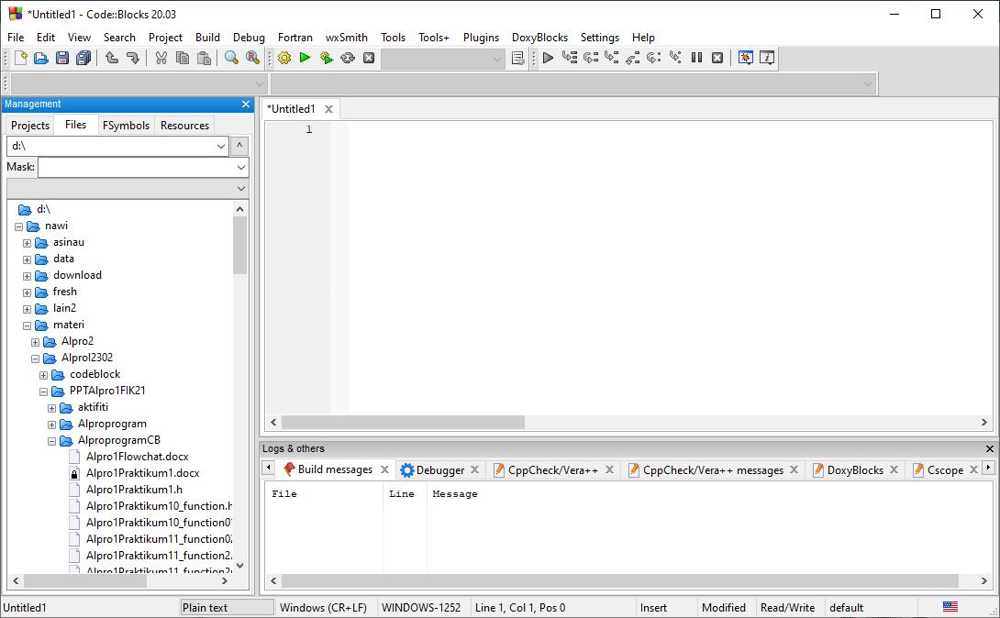 *Untitled1 - Code::Blocks 20.03
File Edit View Search Project Build Debug Fortran wxSmith Tools Tools+ Plugins DoxyBlocks Settings Help
Management
Projects Files FSymbols Resources
d:\
Mask:
d:\
nawi
asinau
data
download
fresh
lain2
materi
Alpro2
AlproI2302
codeblock
PPTAlpro1FIK21
aktifiti
Alproprogram
AlproprogramCB
Alpro1Flowchat.docx
Alpro1Praktikum1.docx
Alpro1Praktikum1.h
Alpro1Praktikum10_function.h
Alpro1Praktikum10_function0
Alpro1Praktikum11_function02
Alpro1Praktikum11_function2.
Alpro1Praktikum11_function2
*Untitled1
1
Logs & others
Build messages Debugger CppCheck/Vera++ CppCheck/Vera++ messages DoxyBlocks Cscope
File Line Message
Untitled1 Plain text Windows (CR+LF) WINDOWS-1252 Line 1, Col 1, Pos 0 Insert Modified Read/Write default